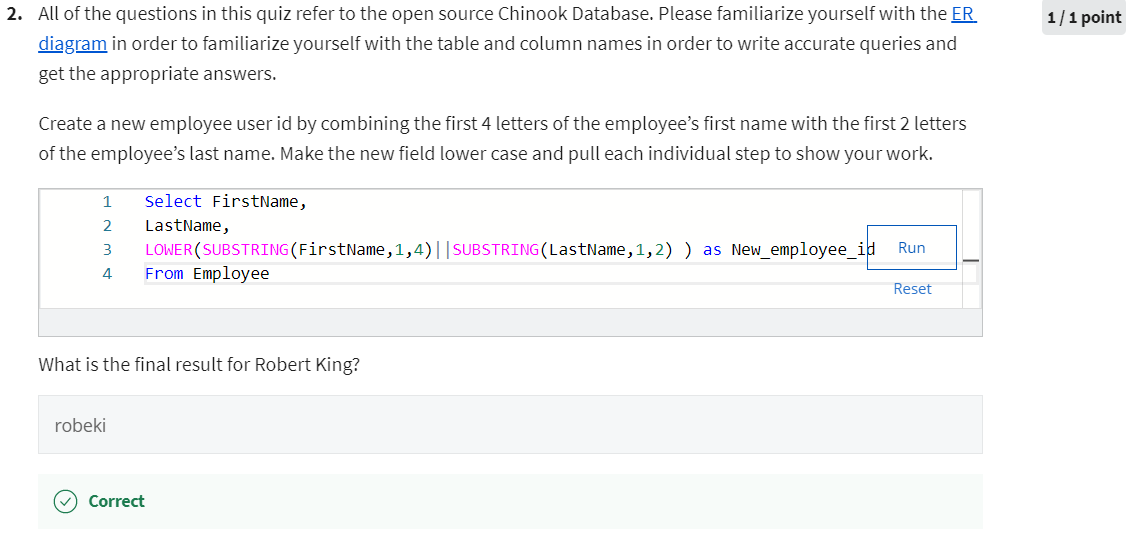 2. All of the questions in this quiz refer to the open source Chinook Database. Please familiarize yourself with the ER 1 / 1 point
diagram in order to familiarize yourself with the table and column names in order to write accurate queries and
get the appropriate answers.
Create a new employee user id by combining the first 4 letters of the employee’s first name with the first 2 letters
of the employee’s last name. Make the new field lower case and pull each individual step to show your work.
1 Select FirstName,
2 LastName,
3 LOWER(SUBSTRING(FirstName,1,4)||SUBSTRING(LastName,1,2) ) as New_employee_id Run
4 From Employee
Reset
What is the final result for Robert King?
robeki
Correct